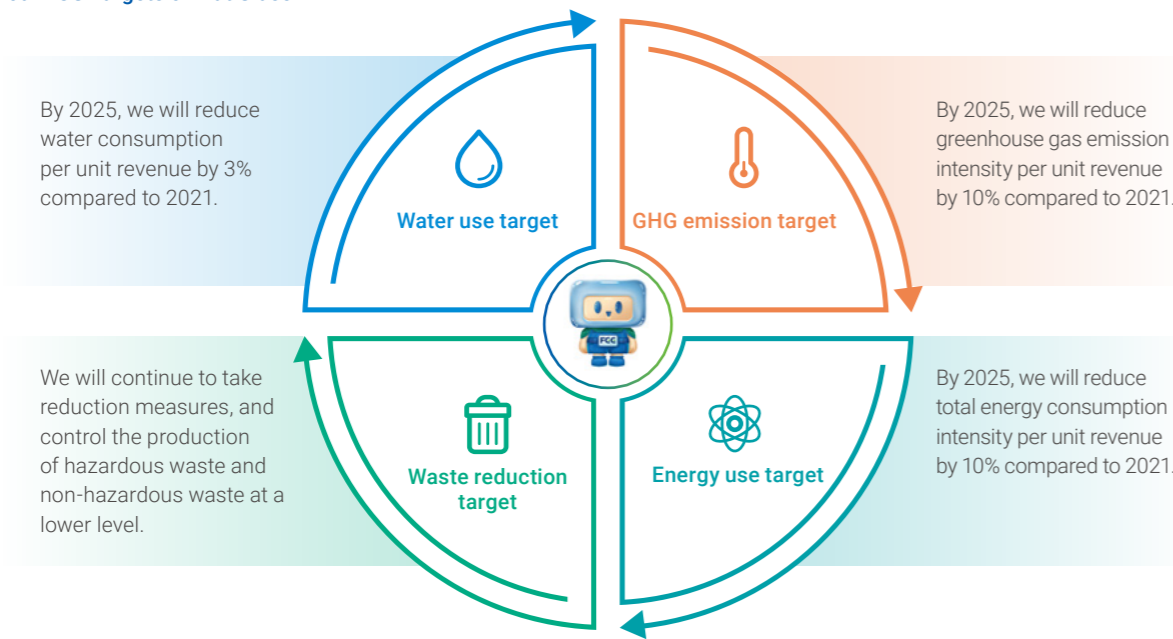 By 2025, we will reduce
water consumption
per unit revenue by 3%
compared to 2021.
Water use target
GHG emission target
By 2025, we will reduce
greenhouse gas emission
intensity per unit revenue
by 10% compared to 2021.
FCG
We will continue to take
reduction measures, and
control the production
of hazardous waste and
non-hazardous waste at a
lower level.
Waste reduction
target
Energy use target
By 2025, we will reduce
total energy consumption
intensity per unit revenue
by 10% compared to 2021.